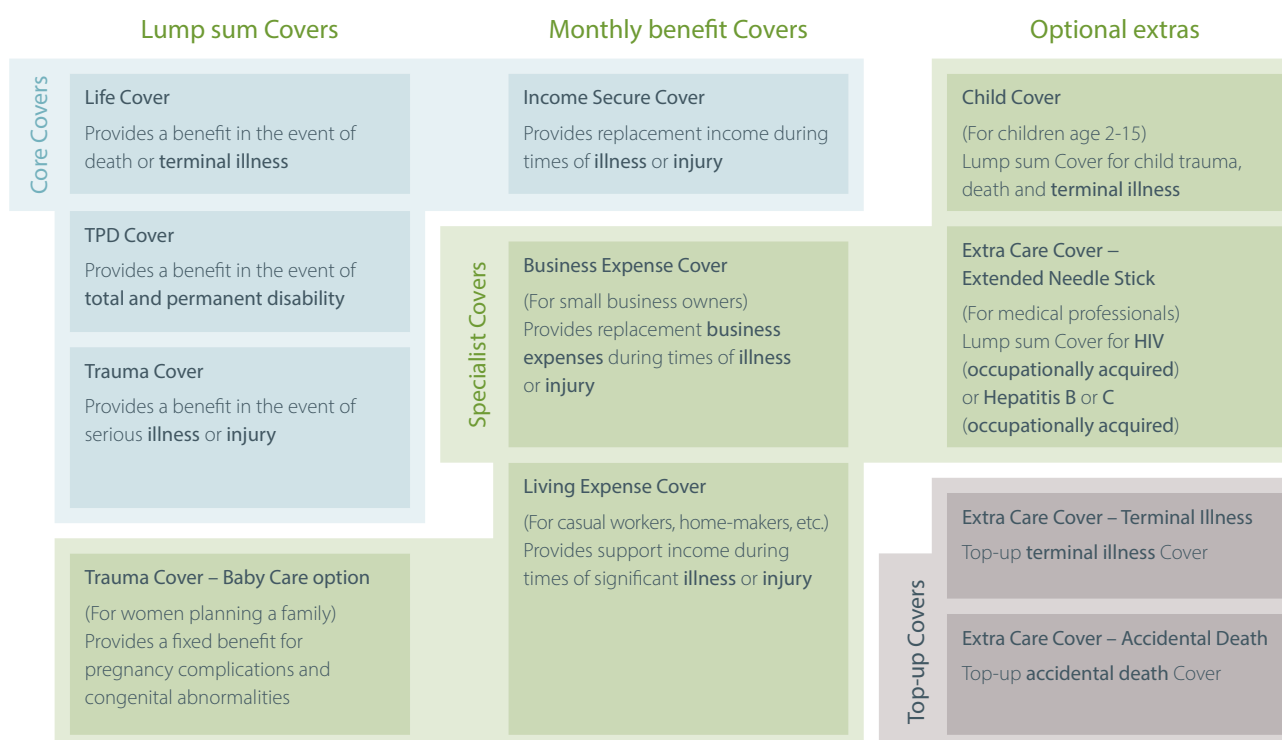 Lump sum Covers
Monthly benefit Covers
Optional extras
Core Covers
Life Cover
Provides a benefit in the event of
death or terminal illness
TPD Cover
Provides a benefit in the event of
total and permanent disability
Trauma Cover
Provides a benefit in the event of
serious illness or injury
Income Secure Cover
Provides replacement income during
times of illness or injury
Specialist Covers
Trauma Cover – Baby Care option
(For women planning a family)
Provides a fixed benefit for
pregnancy complications and
congenital abnormalities
Business Expense Cover
(For small business owners)
Provides replacement business
expenses during times of illness
or injury
Living Expense Cover
(For casual workers, home-makers, etc.)
Provides support income during
times of significant illness or injury
Child Cover
(For children age 2-15)
Lump sum Cover for child trauma,
death and terminal illness
Extra Care Cover –
Extended Needle Stick
(For medical professionals)
Lump sum Cover for HIV
(occupationally acquired)
or Hepatitis B or C
(occupationally acquired)
Top-up Covers
Extra Care Cover – Terminal Illness
Top-up terminal illness Cover
Extra Care Cover – Accidental Death
Top-up accidental death Cover